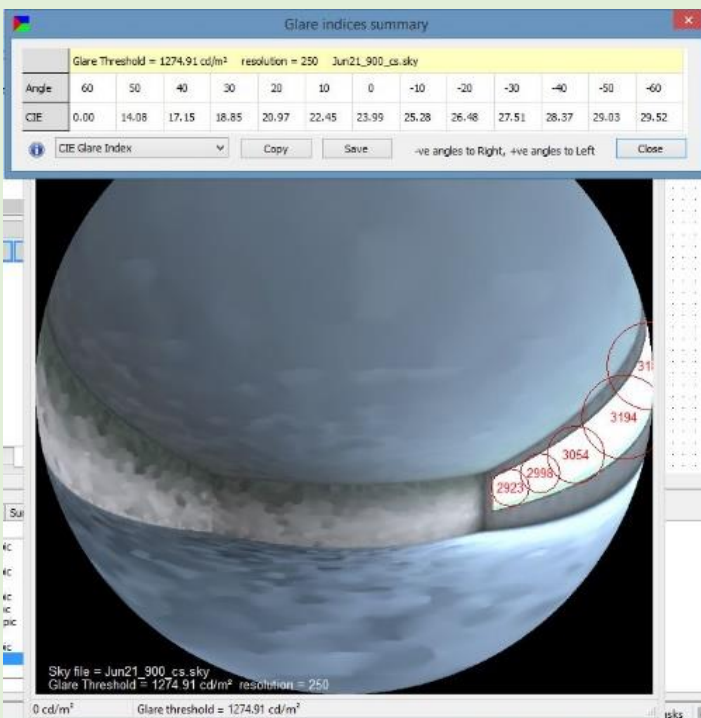 Glare indices summary
Glare Threshold = 1274.91 cd/m² resolution = 250 Jun21_900_cs.sky
Angle 60 50 40 30 20 10 0 -10 -20 -30 -40 -50 -60
CIE 0.00 14.08 17.15 18.85 20.97 22.45 23.99 25.28 26.48 27.51 28.37 29.03 29.52
CIE Glare Index Copy Save -ve angles to Right, +ve angles to Left Close
3194
3054
2998
2923
Su
pic
Sky file = Jun21_900_cs.sky
Glare Threshold = 1274.91 cd/m² resolution = 250
0 cd/m² Glare threshold = 1274.91 cd/m²